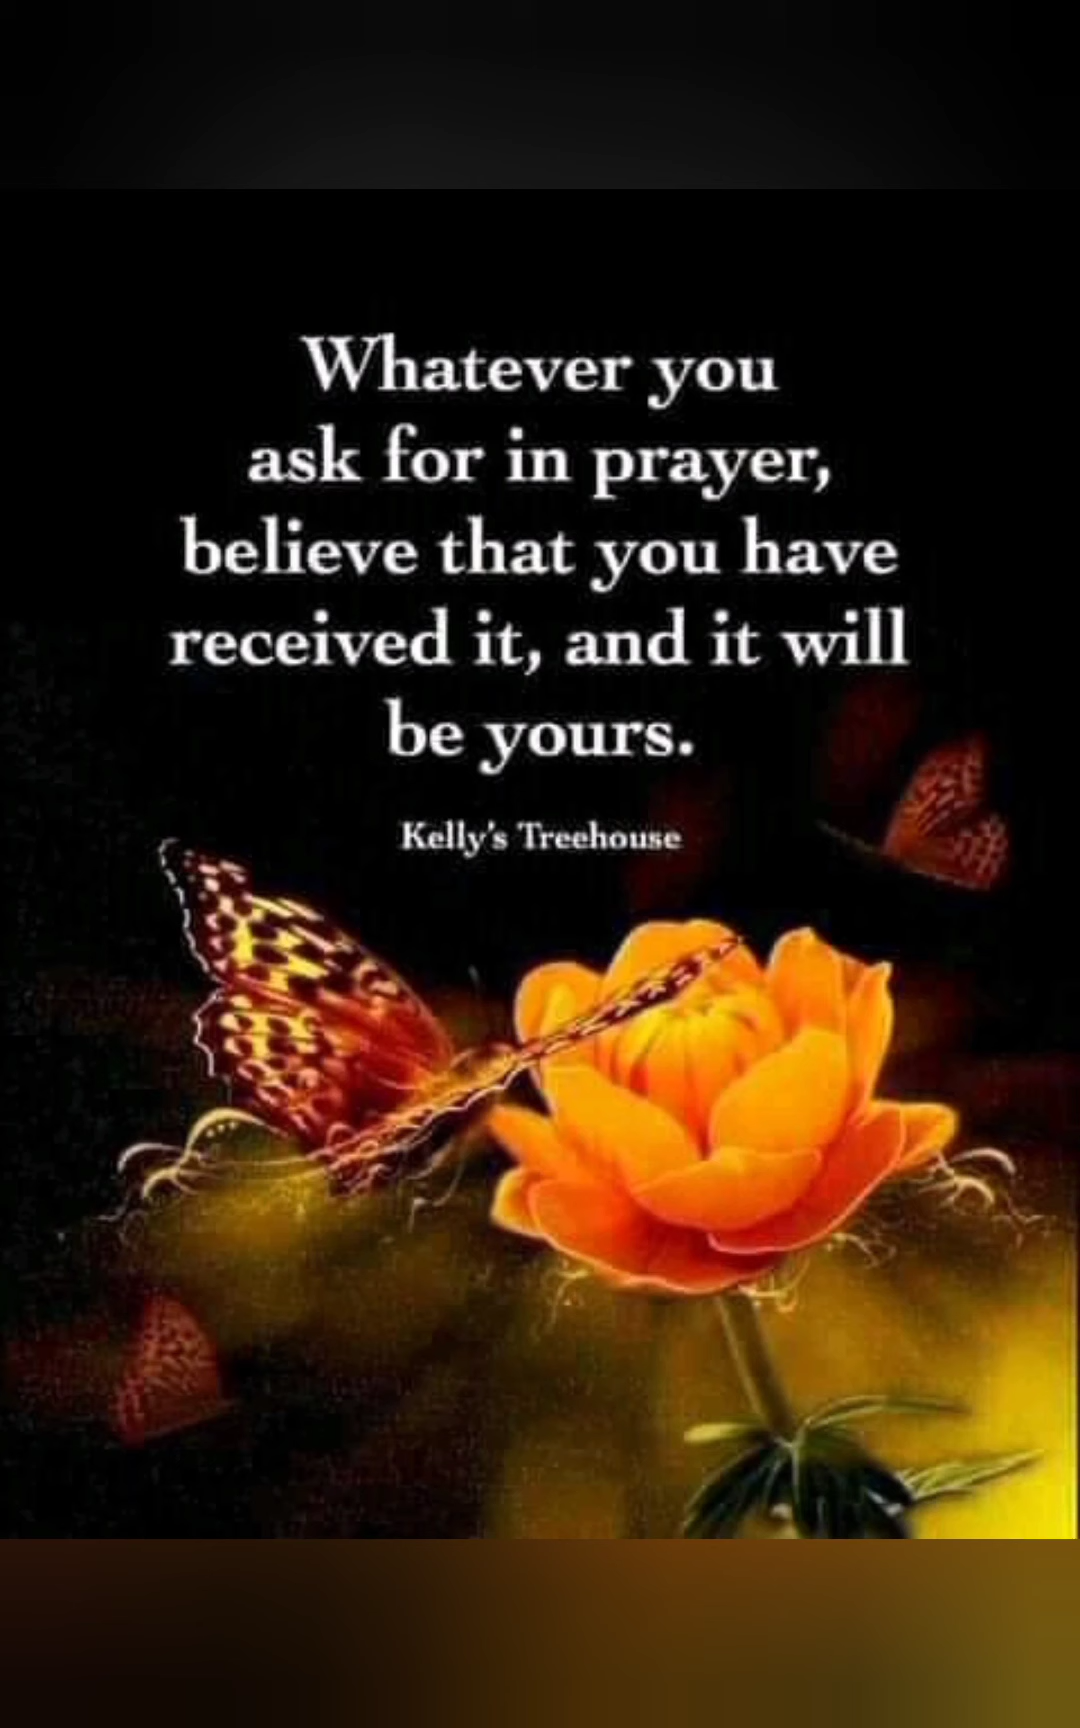 Whatever you
ask for in prayer,
believe that you have
received it, and it will
be yours.
Kelly's Treehouse